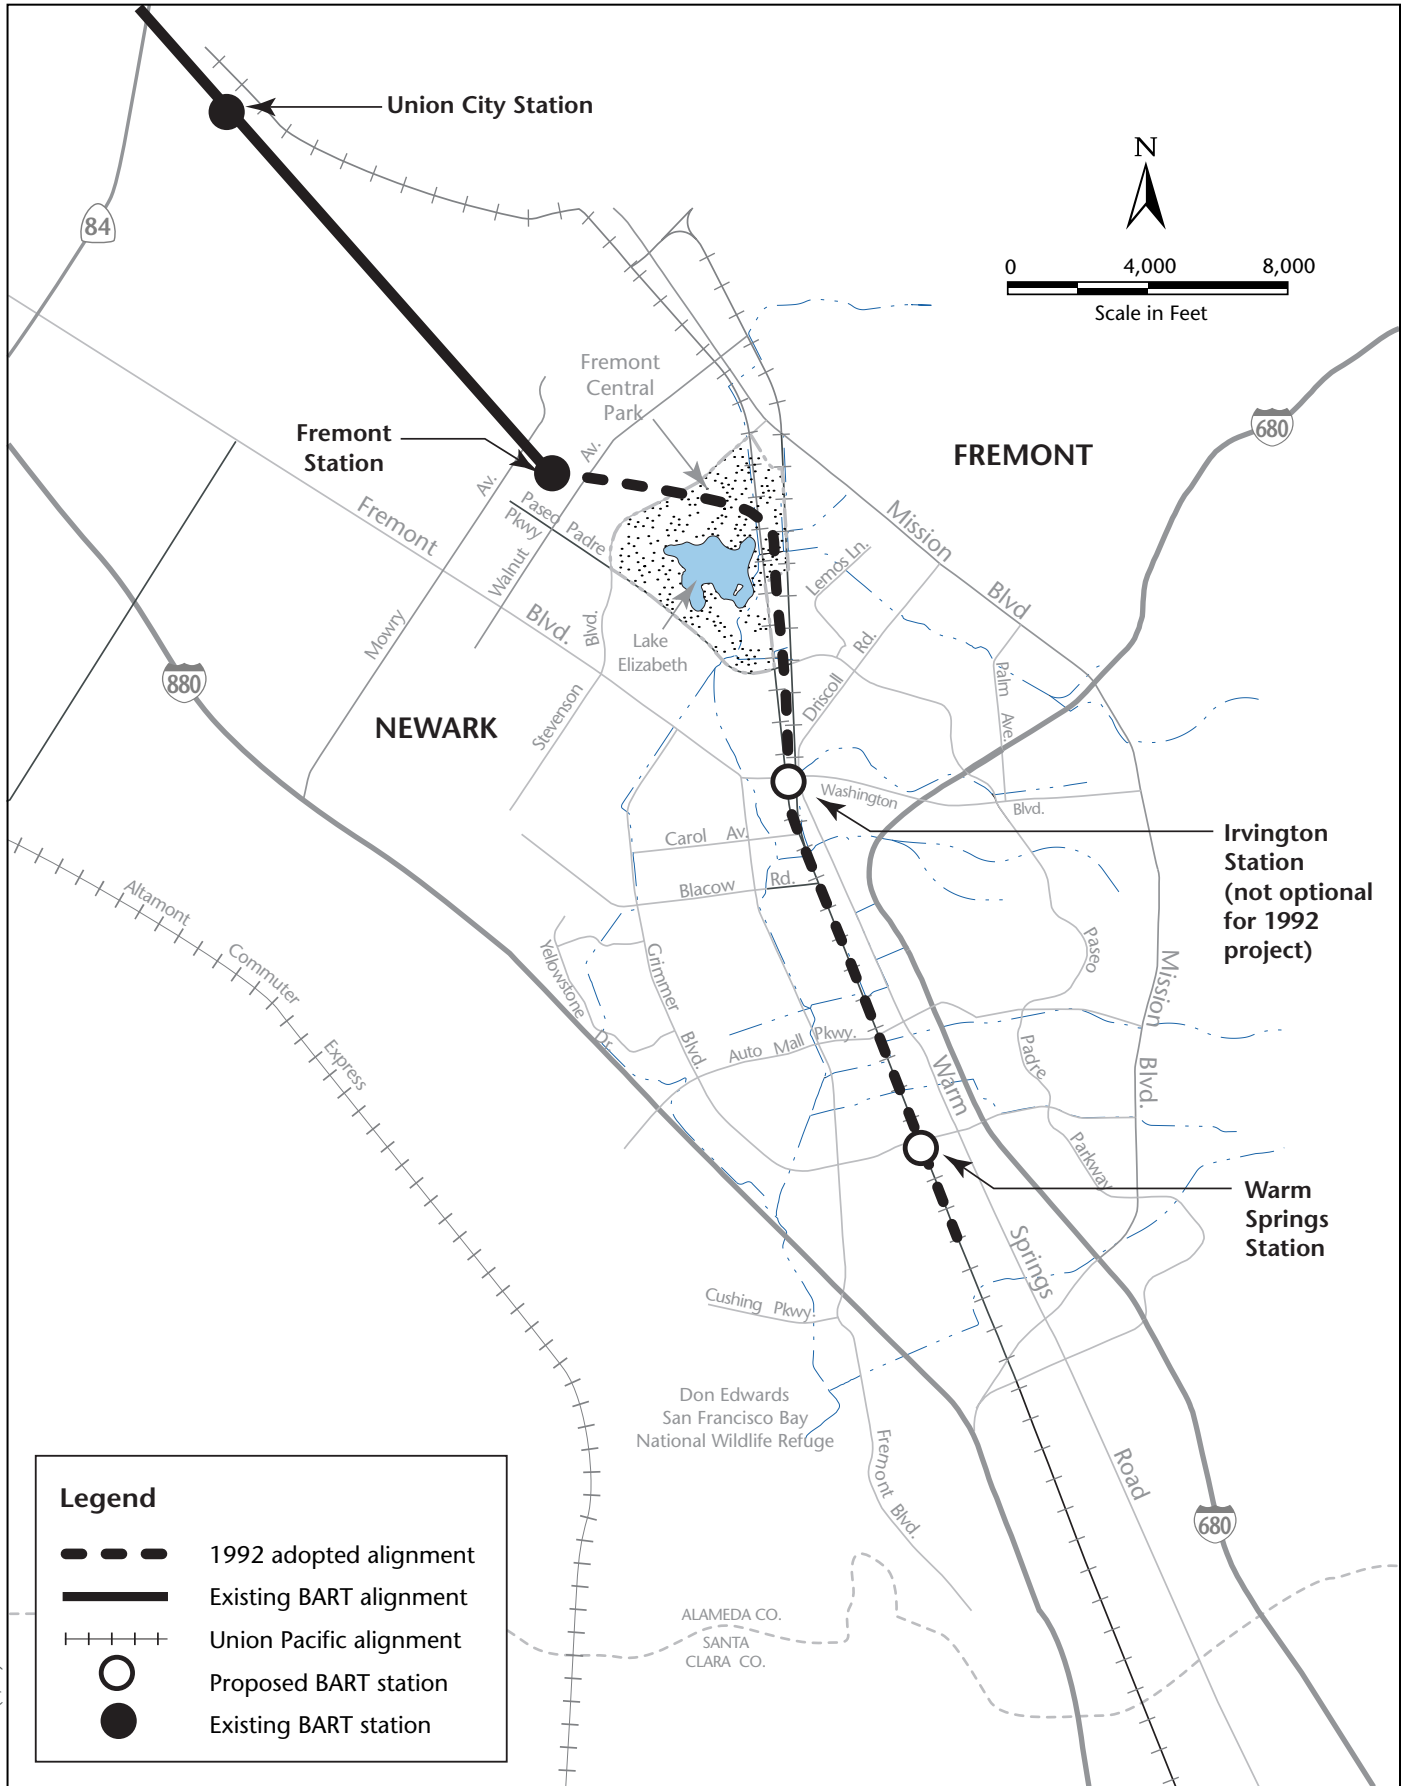 Union City Station
N
0 4,000 8,000
Scale in Feet
84
Fremont
Central
Park
680
Fremont
Station
FREMONT
Av.
Av.
Fremont
Paseo Padre
Pkwy
Mission
Blvd
Walnut
Lemos Ln.
Blvd.
Mowry
Blvd.
Lake
Elizabeth
Rd.
Driscoll
Palm Ave.
880
NEWARK
Stevenson
Washington
Blvd.
Carol Av.
Irvington
Station
(not optional
for 1992
project)
Blacow Rd.
Altamont
Commuter
Express
Yellowstone
Dr.
Grimmer
Blvd.
Paseo
Padre
Parkway
Mission
Blvd.
Auto Mall Pkwy.
Warm
Springs
Road
Warm
Springs
Station
Cushing Pkwy.
Don Edwards
San Francisco Bay
National Wildlife Refuge
Fremont Blvd.
680
ALAMEDA CO.
SANTA
CLARA CO.
Legend
1992 adopted alignment
Existing BART alignment
Union Pacific alignment
Proposed BART station
Existing BART station